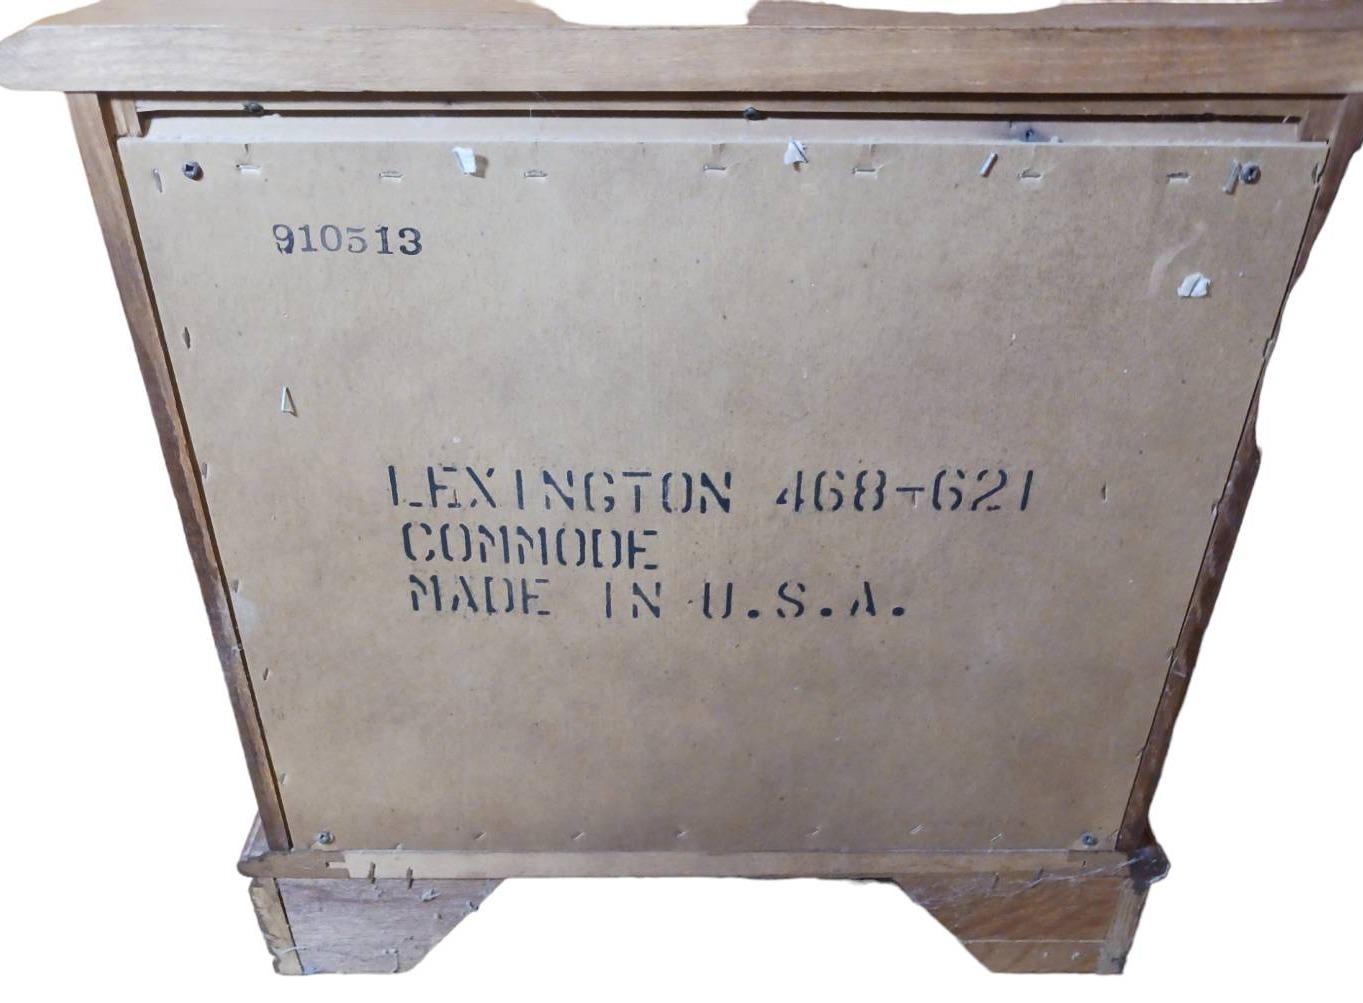 910513
LEXINGTON 468-621
COMMODE
MADE IN U.S.A.